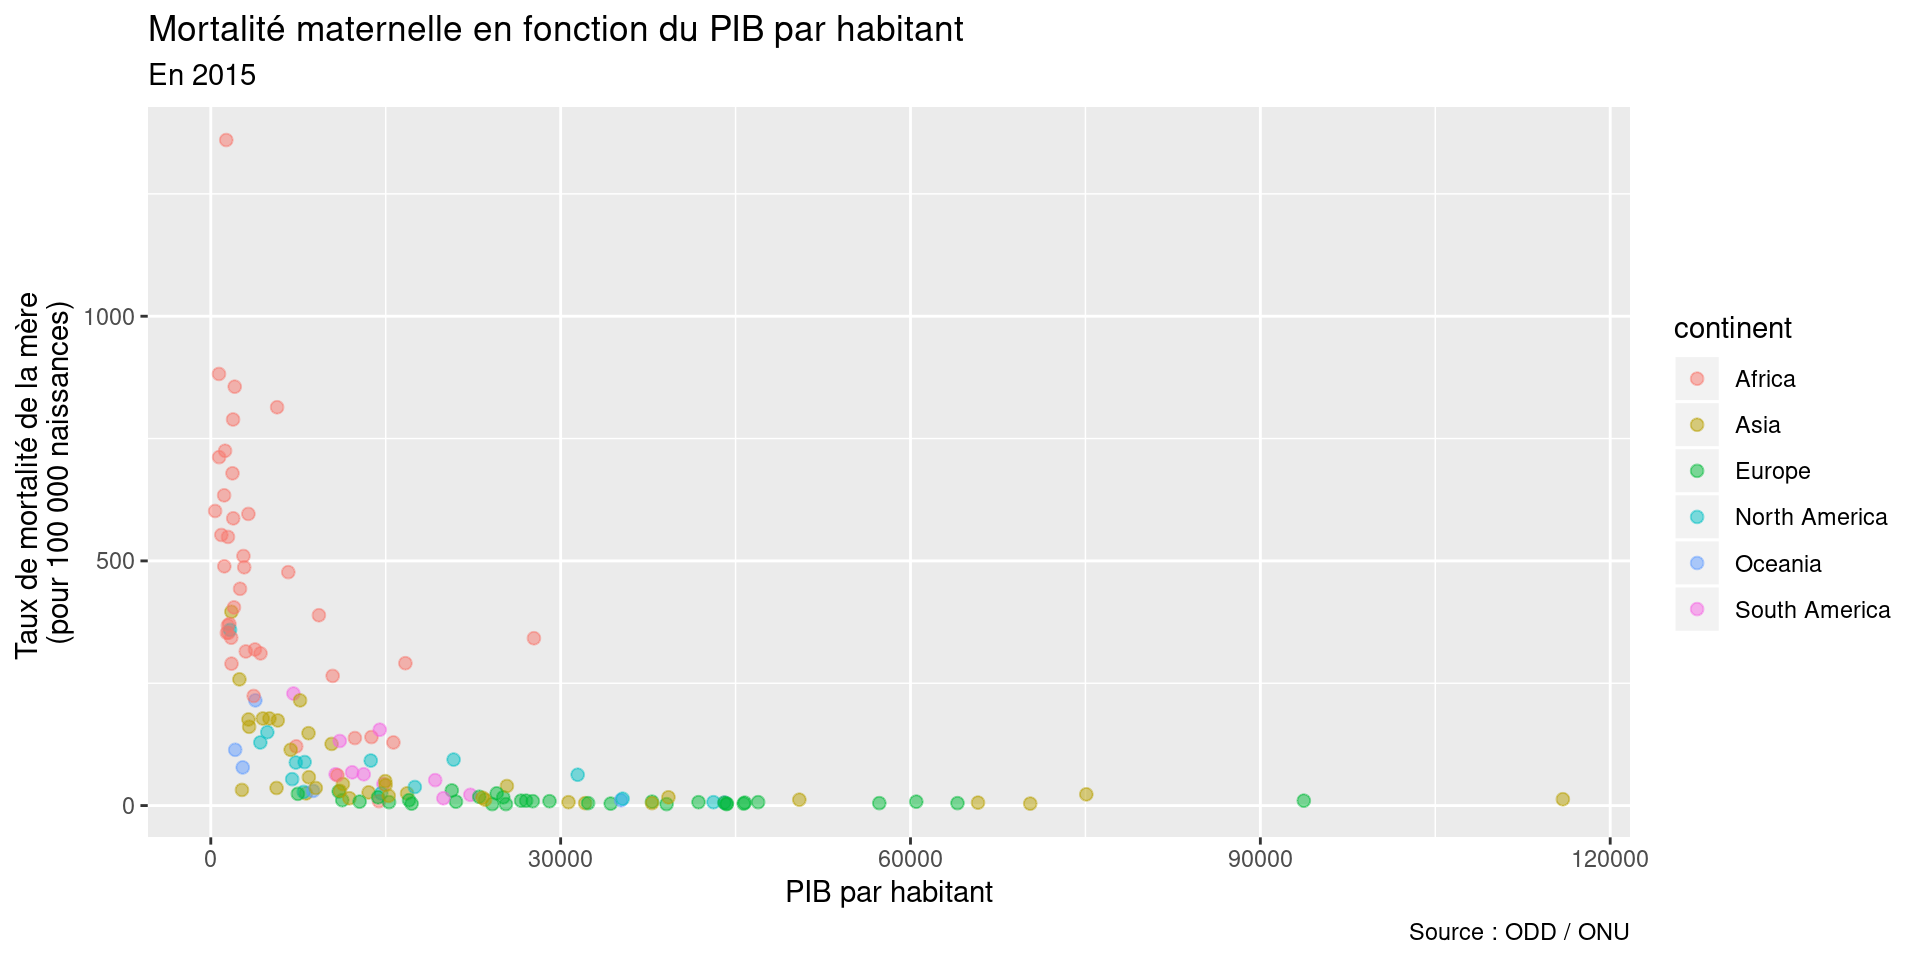 Mortalité maternelle en fonction du PIB par habitant
En 2015
Taux de mortalité de la mère
(pour 100 000 naissances)
1000
500
0
0
30000
60000
90000
120000
PIB par habitant
continent
Africa
Asia
Europe
North America
Oceania
South America
Source : ODD / ONU